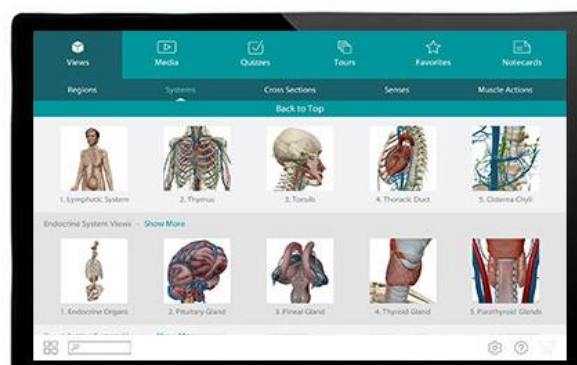 Views Media Quizzes Tours Favorites Notecards
Regions Systems Cross Sections Senses Muscle Actions
Back to Top
1. Lymphatic System 2. Thymus 3. Tonsils 4. Thoracic Duct 5. Cisterna Chyli
Endocrine System Views - Show More
1. Endocrine Organs 2. Pituitary Gland 3. Pineal Gland 4. Thyroid Gland 5. Parathyroid Glands